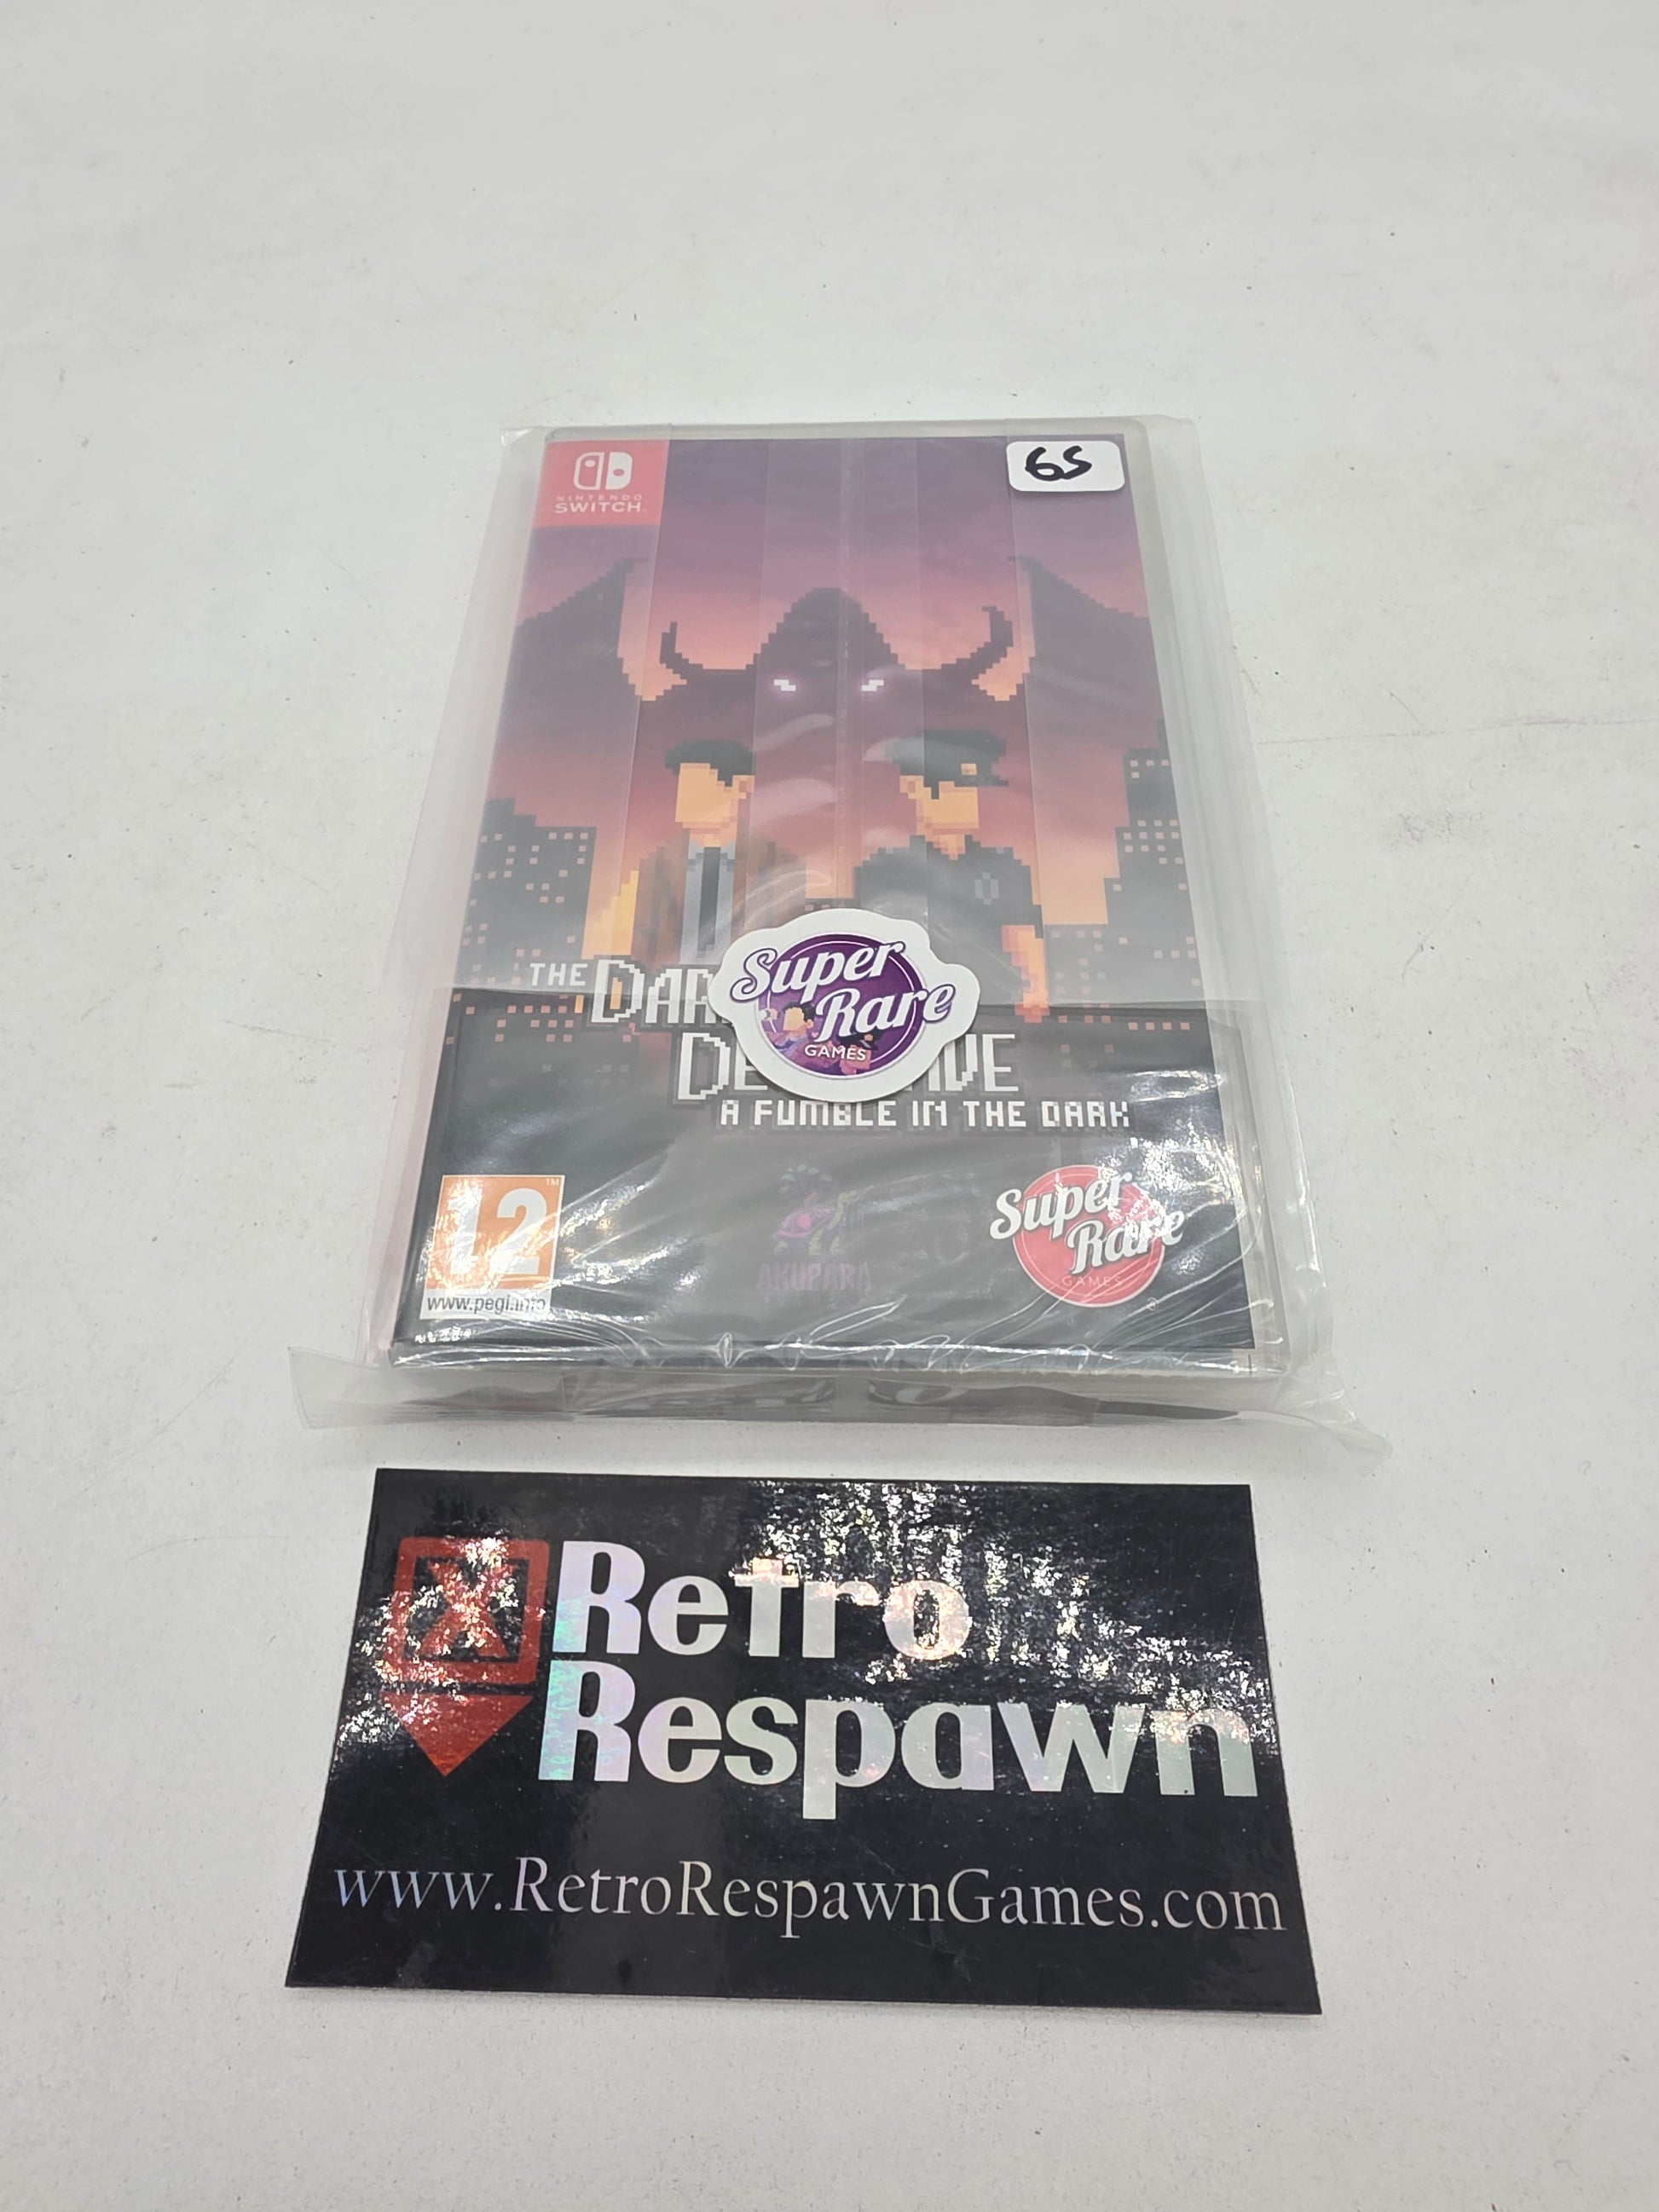 NINTENDO
SWITCH
65
THE
Super
Rare
GAMES
A FUMBLE IN THE DARK
12
www.pegi.info
AKUPARA
Super
Rare
GAMES
Retro
Respawn
www.RetroRespawnGames.com